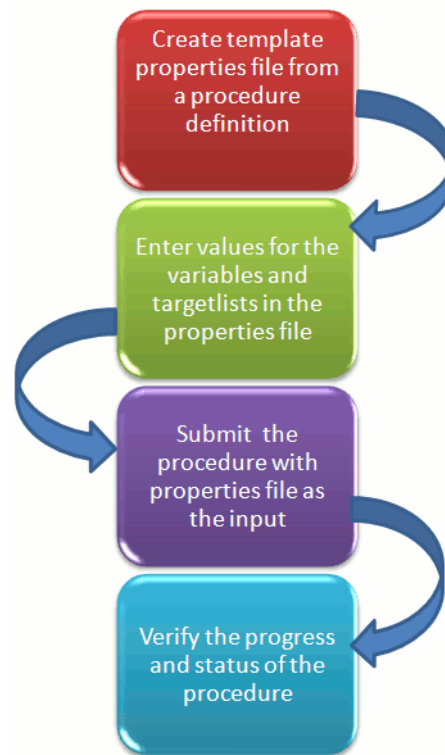 Create template
properties file from
a procedure
definition
Enter values for the
variables and
targetlists in the
properties file
Submit the
procedure with
properties file as
the input
Verify the progress
and status of the
procedure